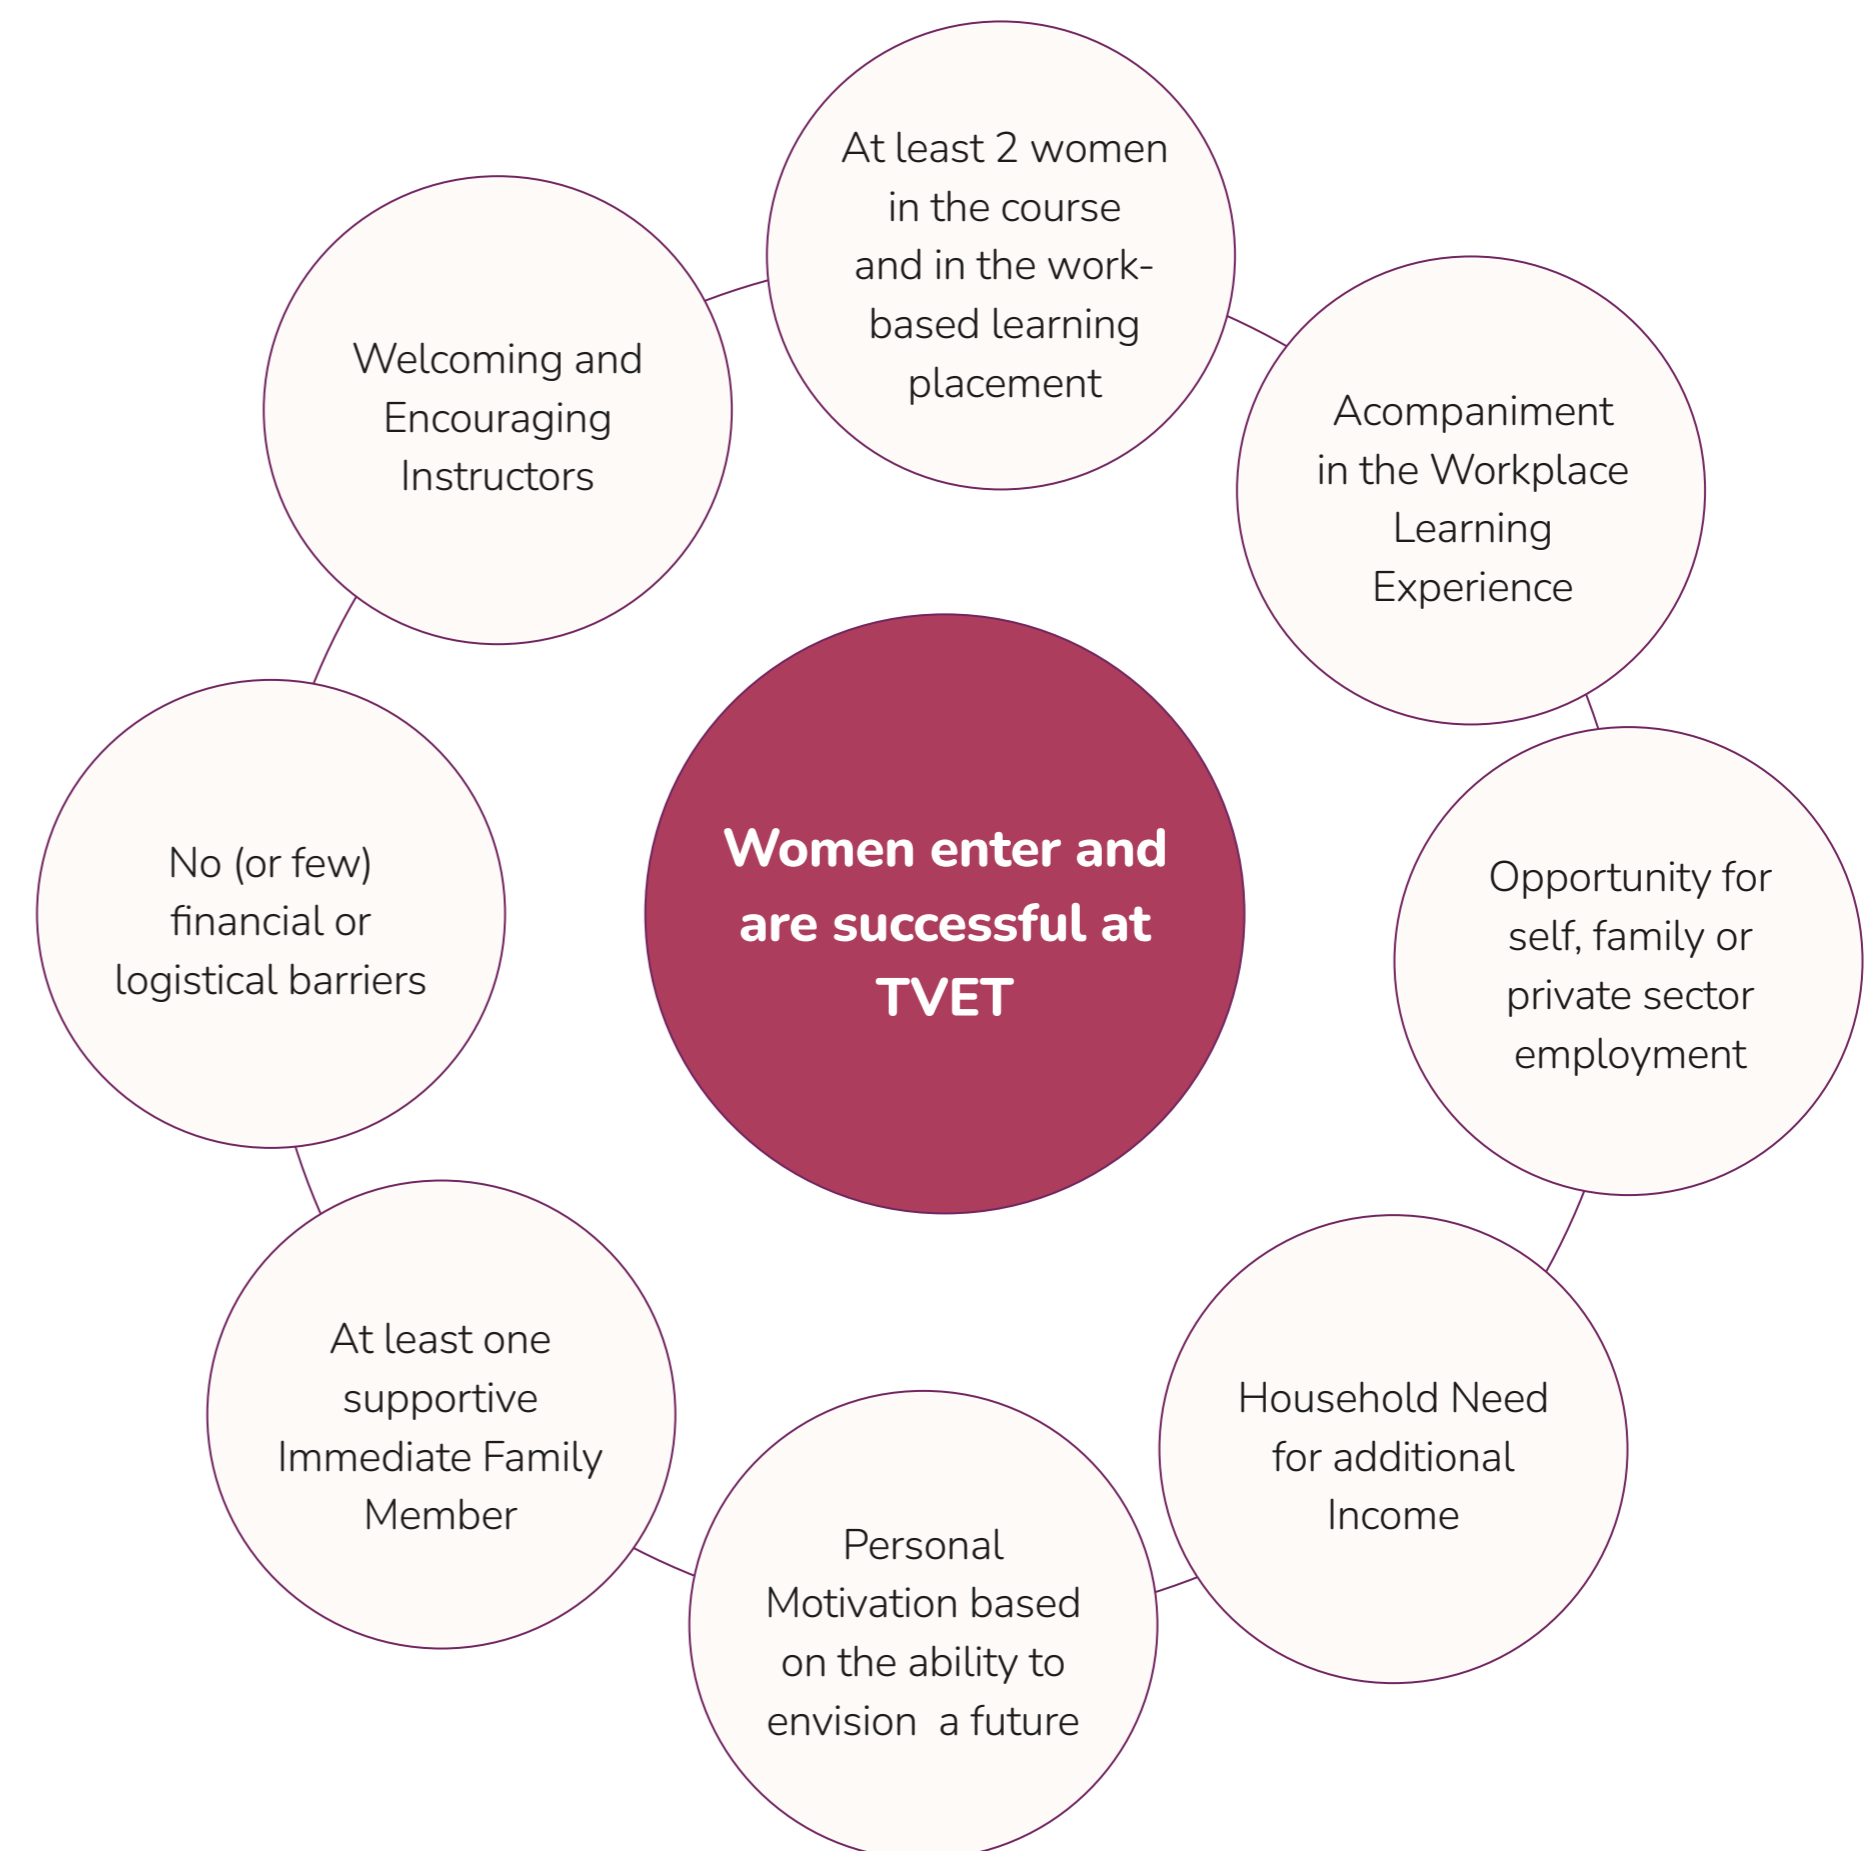 At least 2 women
in the course
and in the work-
based learning
placement
Acompaniment
in the Workplace
Learning
Experience
Opportunity for
self, family or
private sector
employment
Household Need
for additional
Income
Personal
Motivation based
on the ability to
envision  a future
At least one
supportive
Immediate Family
Member
No (or few)
financial or
logistical barriers
Welcoming and
Encouraging
Instructors
Women enter and
are successful at
TVET